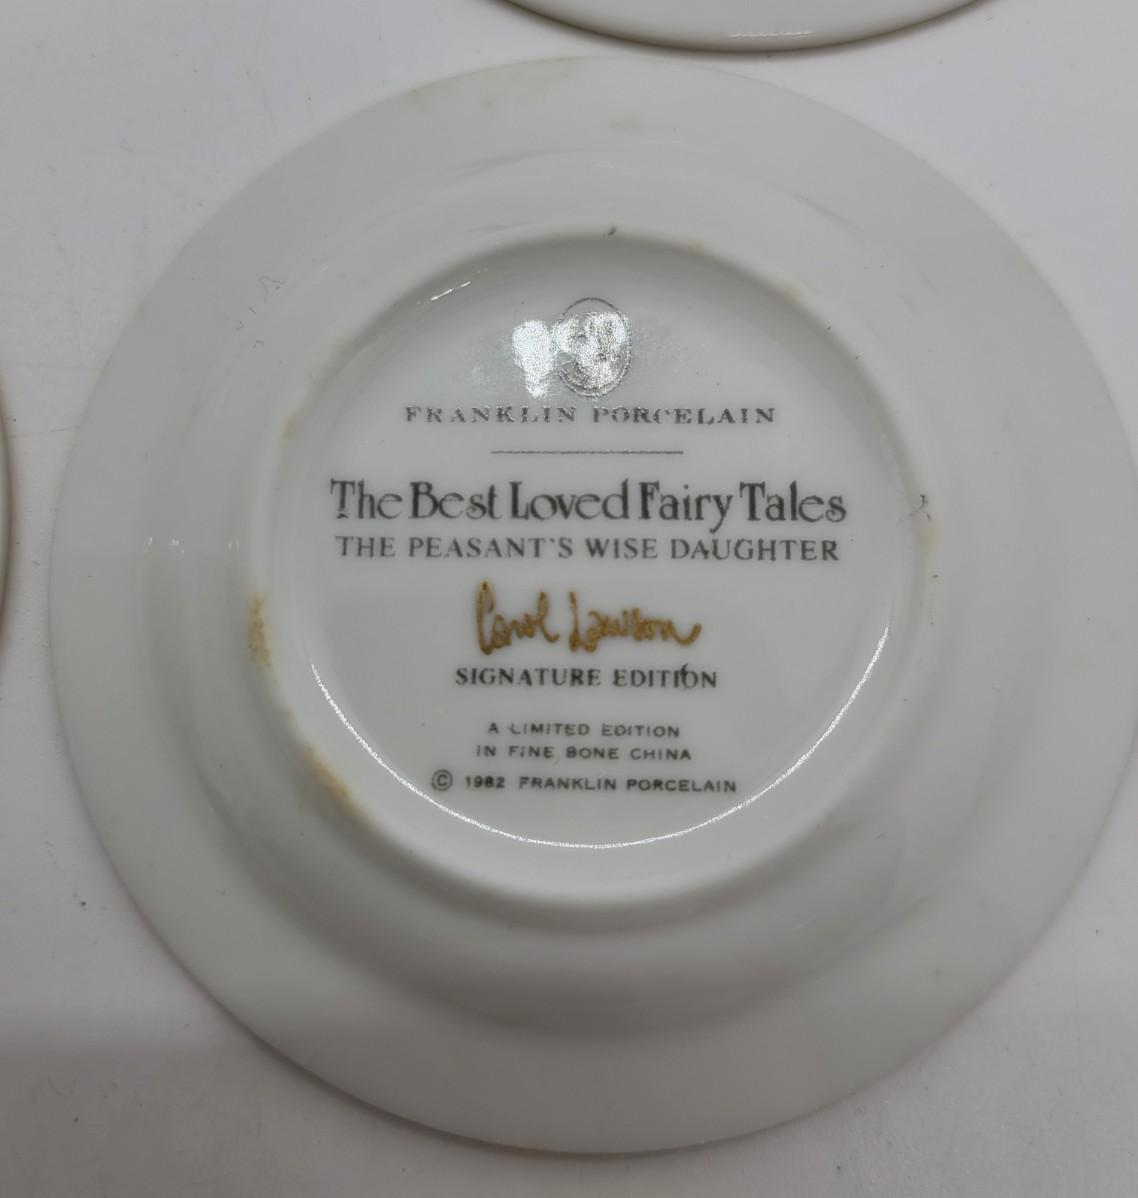 FRANKLIN PORCELAIN
The Best Loved Fairy Tales
THE PEASANT'S WISE DAUGHTER
Carol Lawson
SIGNATURE EDITION
A LIMITED EDITION
IN FINE BONE CHINA
© 1982 FRANKLIN PORCELAIN